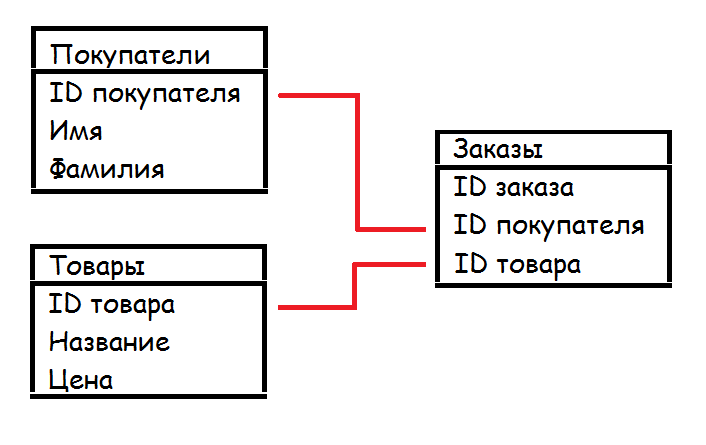 Покупатели
ID покупателя
Имя
Фамилия
Товары
ID товара
Название
Цена
Заказы
ID заказа
ID покупателя
ID товара